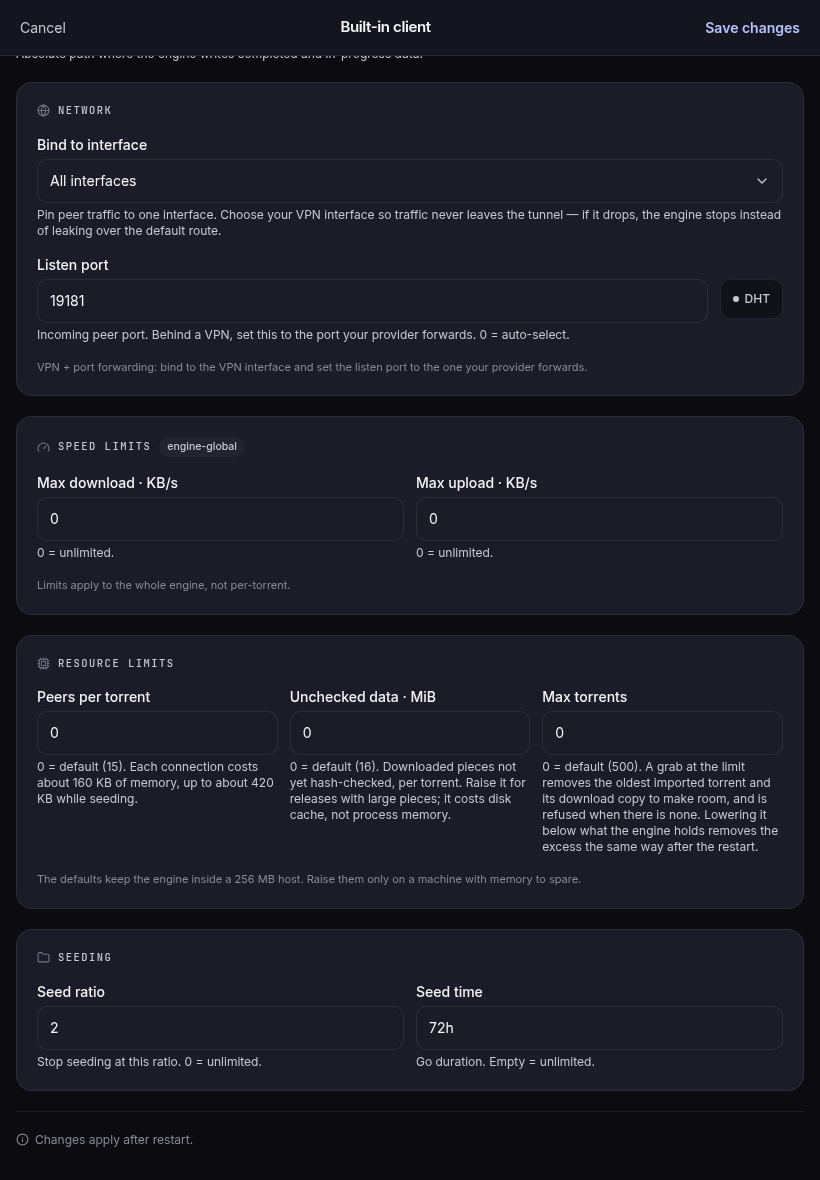 Cancel
Built-in client
Save changes
Absolute path where the engine writes completed and in-progress data.
NETWORK
Bind to interface
All interfaces
Pin peer traffic to one interface. Choose your VPN interface so traffic never leaves the tunnel — if it drops, the engine stops instead
of leaking over the default route.
Listen port
19181
DHT
Incoming peer port. Behind a VPN, set this to the port your provider forwards. 0 = auto-select.
VPN + port forwarding: bind to the VPN interface and set the listen port to the one your provider forwards.
SPEED LIMITS engine-global
Max download · KB/s
0
0 = unlimited.
Max upload · KB/s
0
0 = unlimited.
Limits apply to the whole engine, not per-torrent.
RESOURCE LIMITS
Peers per torrent
0
0 = default (15). Each connection costs
about 160 KB of memory, up to about 420
KB while seeding.
Unchecked data · MiB
0
0 = default (16). Downloaded pieces not
yet hash-checked, per torrent. Raise it for
releases with large pieces; it costs disk
cache, not process memory.
Max torrents
0
0 = default (500). A grab at the limit
removes the oldest imported torrent and
its download copy to make room, and is
refused when there is none. Lowering it
below what the engine holds removes the
excess the same way after the restart.
The defaults keep the engine inside a 256 MB host. Raise them only on a machine with memory to spare.
SEEDING
Seed ratio
2
Stop seeding at this ratio. 0 = unlimited.
Seed time
72h
Go duration. Empty = unlimited.
Changes apply after restart.